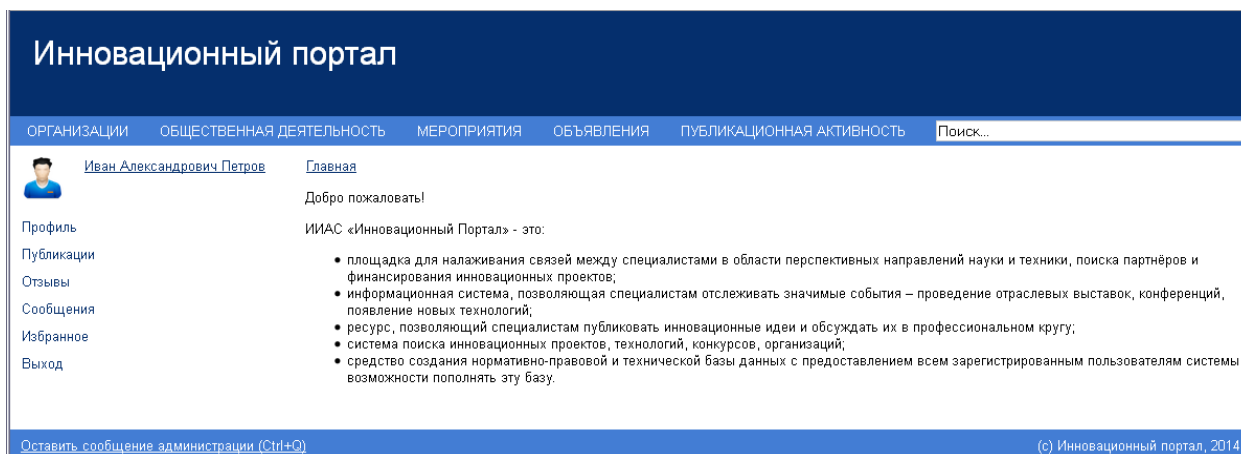 Инновационный портал
ОРГАНИЗАЦИИ ОБЩЕСТВЕННАЯ ДЕЯТЕЛЬНОСТЬ МЕРОПРИЯТИЯ ОБЪЯВЛЕНИЯ ПУБЛИКАЦИОННАЯ АКТИВНОСТЬ Поиск...
Иван Александрович Петров
Профиль
Публикации
Отзывы
Сообщения
Избранное
Выход
Главная
Добро пожаловать!
ИИАС «Инновационный Портал» - это:
• площадка для налаживания связей между специалистами в области перспективных направлений науки и техники, поиска партнёров и
финансирования инновационных проектов;
• информационная система, позволяющая специалистам отслеживать значимые события – проведение отраслевых выставок, конференций,
появление новых технологий;
• ресурс, позволяющий специалистам публиковать инновационные идеи и обсуждать их в профессиональном кругу;
• система поиска инновационных проектов, технологий, конкурсов, организаций;
• средство создания нормативно-правовой и технической базы данных с предоставлением всем зарегистрированным пользователям системы
возможности пополнять эту базу.
Оставить сообщение администрации (Ctrl+Q) (c) Инновационный портал, 2014